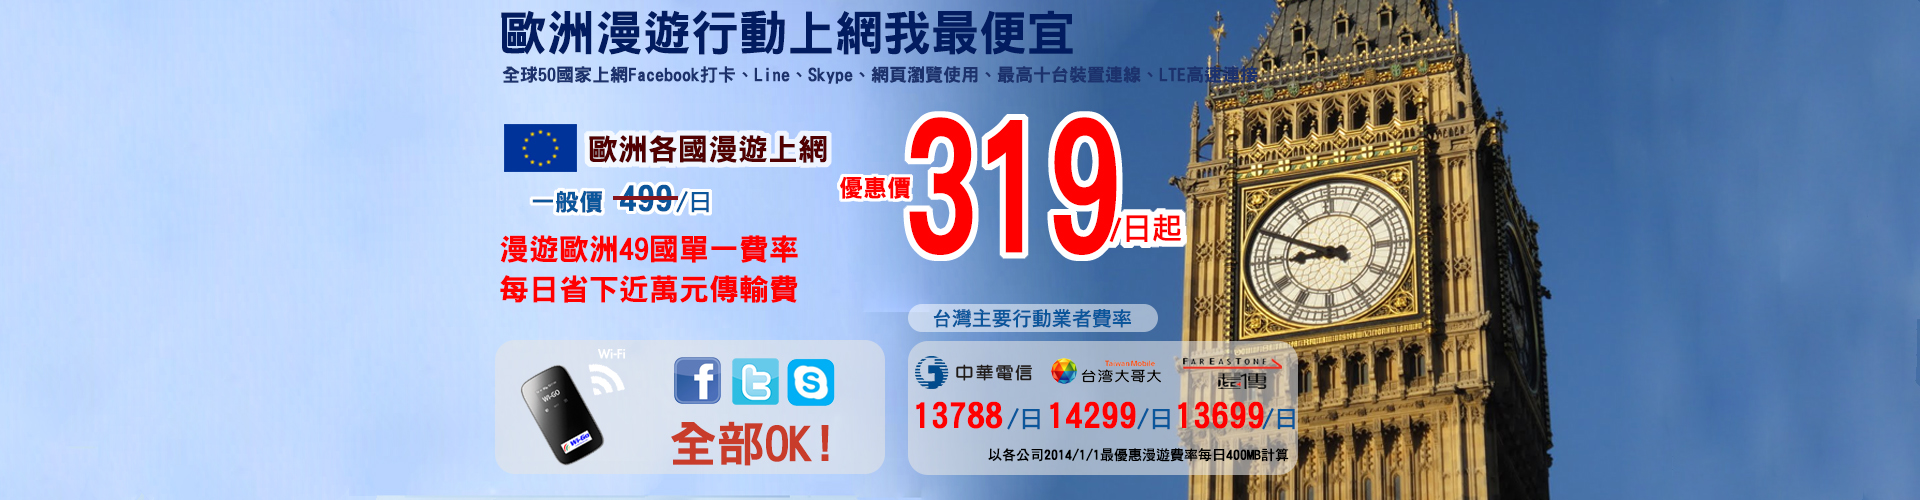 歐洲漫遊行動上網我最便宜
全球50國家上網Facebook打卡、Line、Skype、網頁瀏覽使用、最高十台裝置連線、LTE高速連接
歐洲各國漫遊上網
一般價 499/日
優惠價 319/日起
漫遊歐洲49國單一費率
每日省下近萬元傳輸費
台灣主要行動業者費率
Wi-Fi
WI-GO
Wi-Go
全部OK!
中華電信
TaiwanMobile
台灣大哥大
FAREASTONE
遠傳
13788/日 14299/日 13699/日
以各公司2014/1/1最優惠漫遊費率每日400MB計算